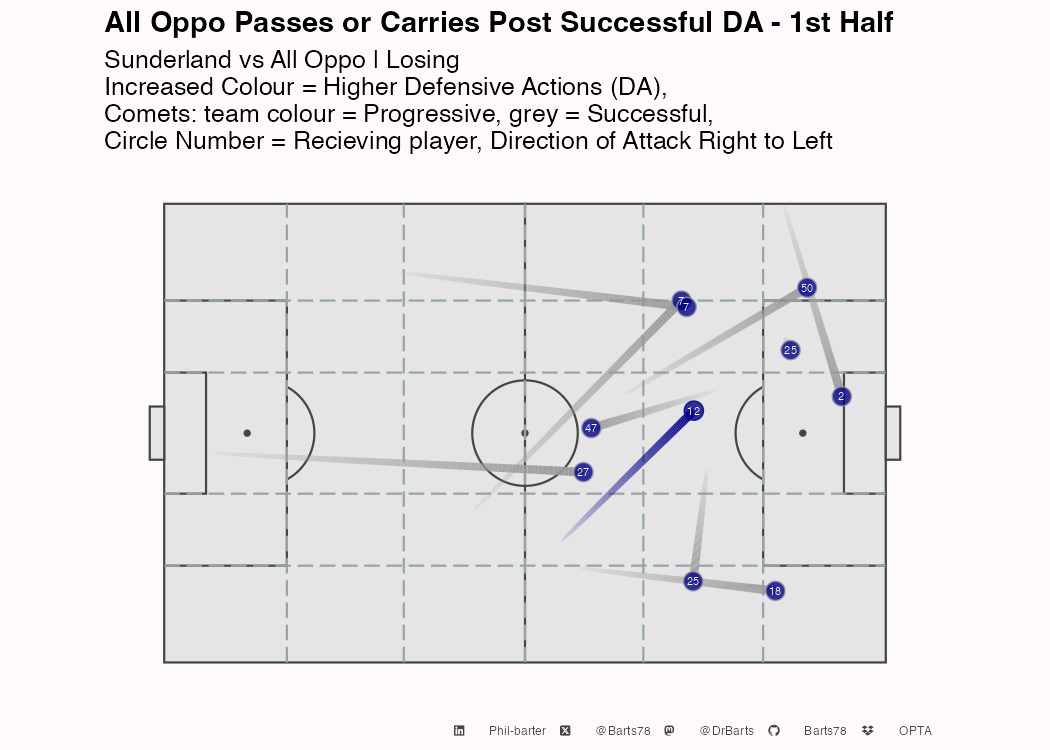 All Oppo Passes or Carries Post Successful DA - 1st Half
Sunderland vs All Oppo | Losing
Increased Colour = Higher Defensive Actions (DA),
Comets: team colour = Progressive, grey = Successful,
Circle Number = Recieving player, Direction of Attack Right to Left
50
7
7
25
2
12
47
27
25
18
Phil-barter @Barts78 @DrBarts Barts78 OPTA